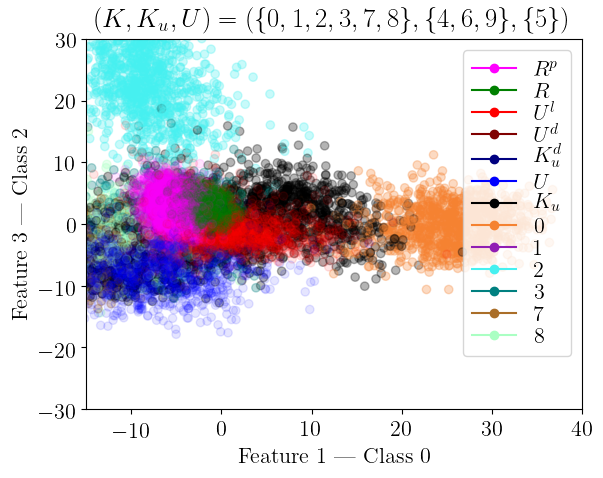 (K, K_u, U) = ({0, 1, 2, 3, 7, 8}, {4, 6, 9}, {5})
30
20
10
0
−10
−20
−30
Feature 3 — Class 2
R^p
R
U^l
U^d
K_u^d
U
K_u
0
1
2
3
7
8
−10
0
10
20
30
40
Feature 1 — Class 0